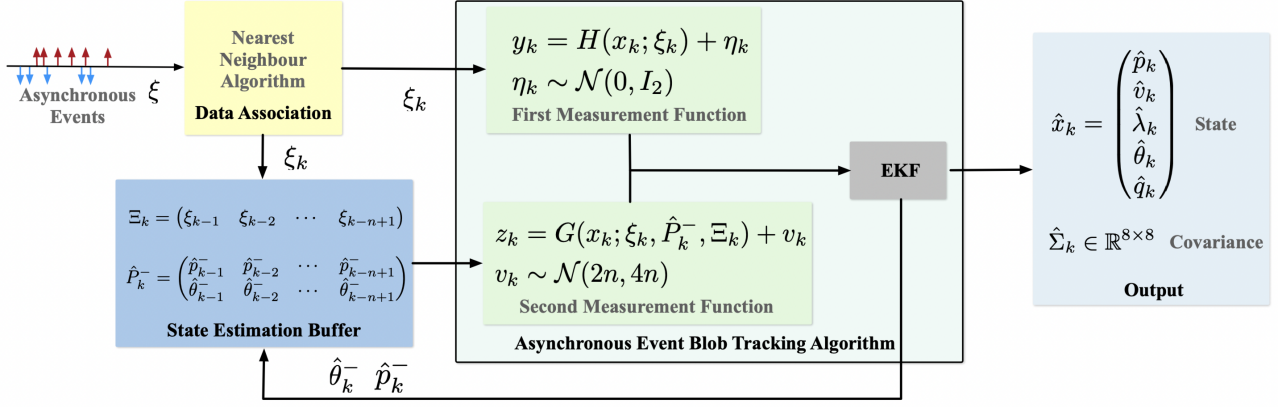 Asynchronous
Events
ξ
Nearest
Neighbour
Algorithm
Data Association
ξ_k
ξ_k
Ξ_k = (ξ_{k−1} ξ_{k−2} ⋯ ξ_{k−n+1})
P̂_k^− = (p̂_{k−1}^− p̂_{k−2}^− ⋯ p̂_{k−n+1}^−
θ̂_{k−1}^− θ̂_{k−2}^− ⋯ θ̂_{k−n+1}^−)
State Estimation Buffer
y_k = H(x_k; ξ_k) + η_k
η_k ∼ 𝒩(0, I_2)
First Measurement Function
z_k = G(x_k; ξ_k, P̂_k^−, Ξ_k) + v_k
v_k ∼ 𝒩(2n, 4n)
Second Measurement Function
Asynchronous Event Blob Tracking Algorithm
EKF
θ̂_k^− p̂_k^−
x̂_k = (p̂_k
v̂_k
λ̂_k
θ̂_k
q̂_k) State
Σ̂_k ∈ ℝ^{8×8} Covariance
Output